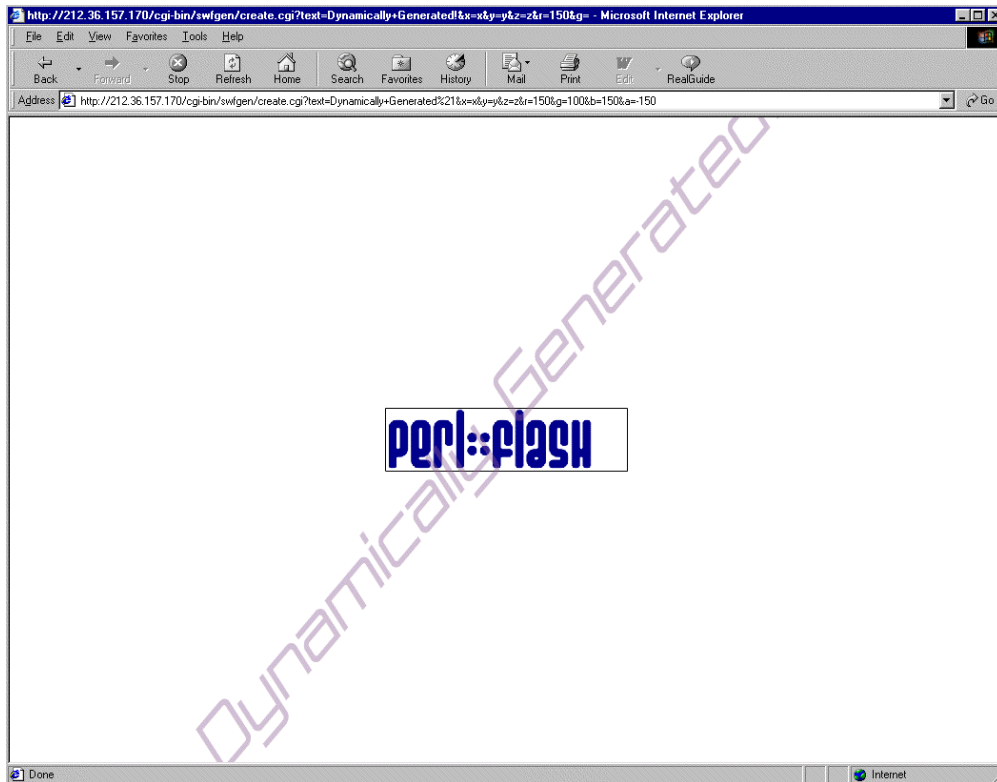 http://212.36.157.170/cgi-bin/swfgen/create.cgi?text=Dynamically+Generated!&x=x&y=y&z=z&r=150&g= - Microsoft Internet Explorer
File Edit View Favorites Tools Help
Back Forward Stop Refresh Home Search Favorites History Mail Print Edit RealGuide
Address http://212.36.157.170/cgi-bin/swfgen/create.cgi?text=Dynamically+Generated%21&x=x&y=y&z=z&r=150&g=100&b=150&a=-150 Go
Dynamically Generated
perl::flash
Done Internet